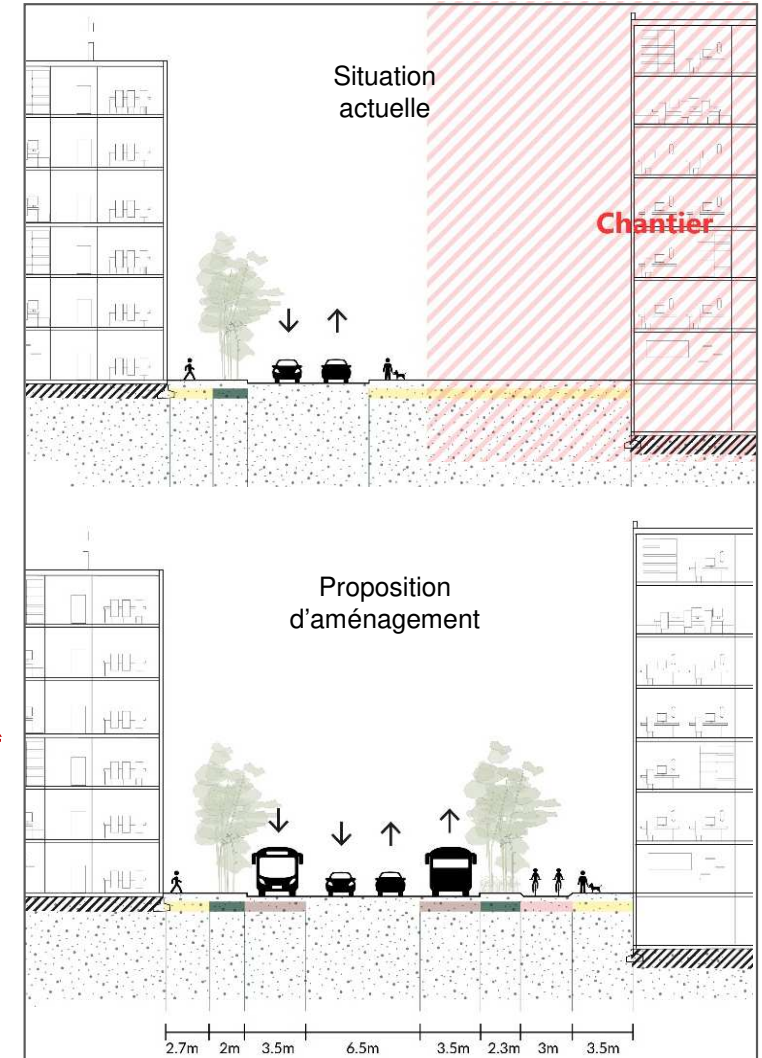 Situation
actuelle
Chantier
Proposition
d'aménagement
2.7m 2m 3.5m 6.5m 3.5m 2.3m 3m 3.5m